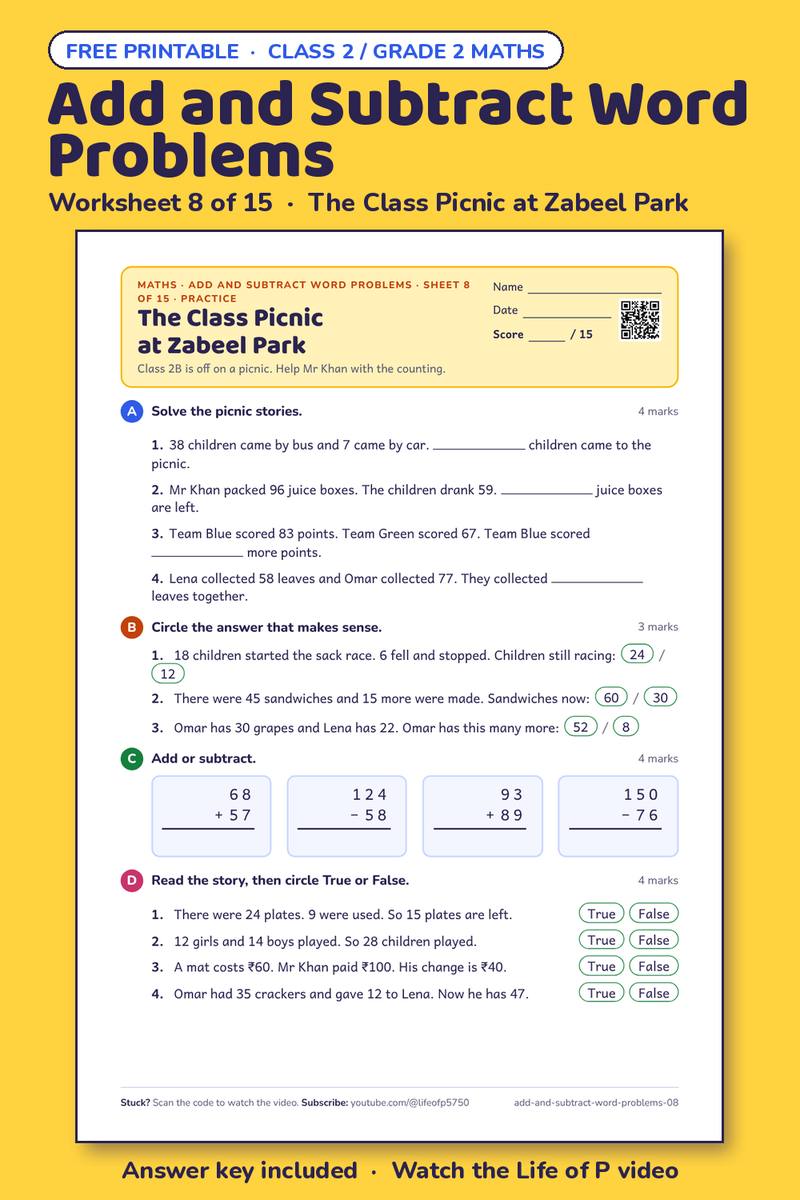 FREE PRINTABLE · CLASS 2 / GRADE 2 MATHS
Add and Subtract Word
Problems
Worksheet 8 of 15 · The Class Picnic at Zabeel Park
MATHS · ADD AND SUBTRACT WORD PROBLEMS · SHEET 8
OF 15 · PRACTICE
The Class Picnic
at Zabeel Park
Class 2B is off on a picnic. Help Mr Khan with the counting.
Name ____________
Date ____________
Score ______ / 15
A Solve the picnic stories. 4 marks
1. 38 children came by bus and 7 came by car. ____________ children came to the
picnic.
2. Mr Khan packed 96 juice boxes. The children drank 59. ____________ juice boxes
are left.
3. Team Blue scored 83 points. Team Green scored 67. Team Blue scored
____________ more points.
4. Lena collected 58 leaves and Omar collected 77. They collected ____________
leaves together.
B Circle the answer that makes sense. 3 marks
1. 18 children started the sack race. 6 fell and stopped. Children still racing: 24 /
12
2. There were 45 sandwiches and 15 more were made. Sandwiches now: 60 / 30
3. Omar has 30 grapes and Lena has 22. Omar has this many more: 52 / 8
C Add or subtract. 4 marks
68 124 93 150
+ 57 − 58 + 89 − 76
D Read the story, then circle True or False. 4 marks
1. There were 24 plates. 9 were used. So 15 plates are left. True False
2. 12 girls and 14 boys played. So 28 children played. True False
3. A mat costs ₹60. Mr Khan paid ₹100. His change is ₹40. True False
4. Omar had 35 crackers and gave 12 to Lena. Now he has 47. True False
Stuck? Scan the code to watch the video. Subscribe: youtube.com/@lifeofp5750 add-and-subtract-word-problems-08
Answer key included · Watch the Life of P video